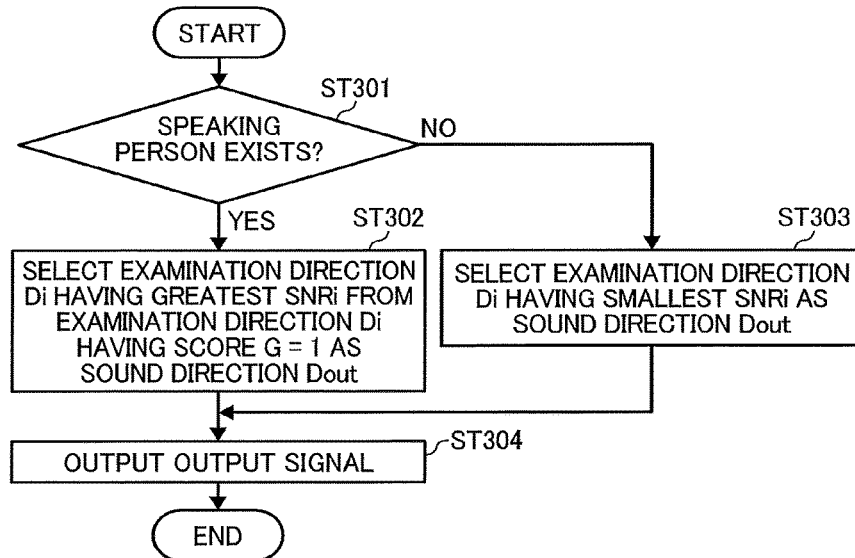 START
ST301
SPEAKING
PERSON EXISTS?
NO
YES
ST302
SELECT EXAMINATION DIRECTION
Di HAVING GREATEST SNRi FROM
EXAMINATION DIRECTION Di
HAVING SCORE G = 1 AS
SOUND DIRECTION Dout
ST303
SELECT EXAMINATION DIRECTION
Di HAVING SMALLEST SNRi AS
SOUND DIRECTION Dout
ST304
OUTPUT OUTPUT SIGNAL
END